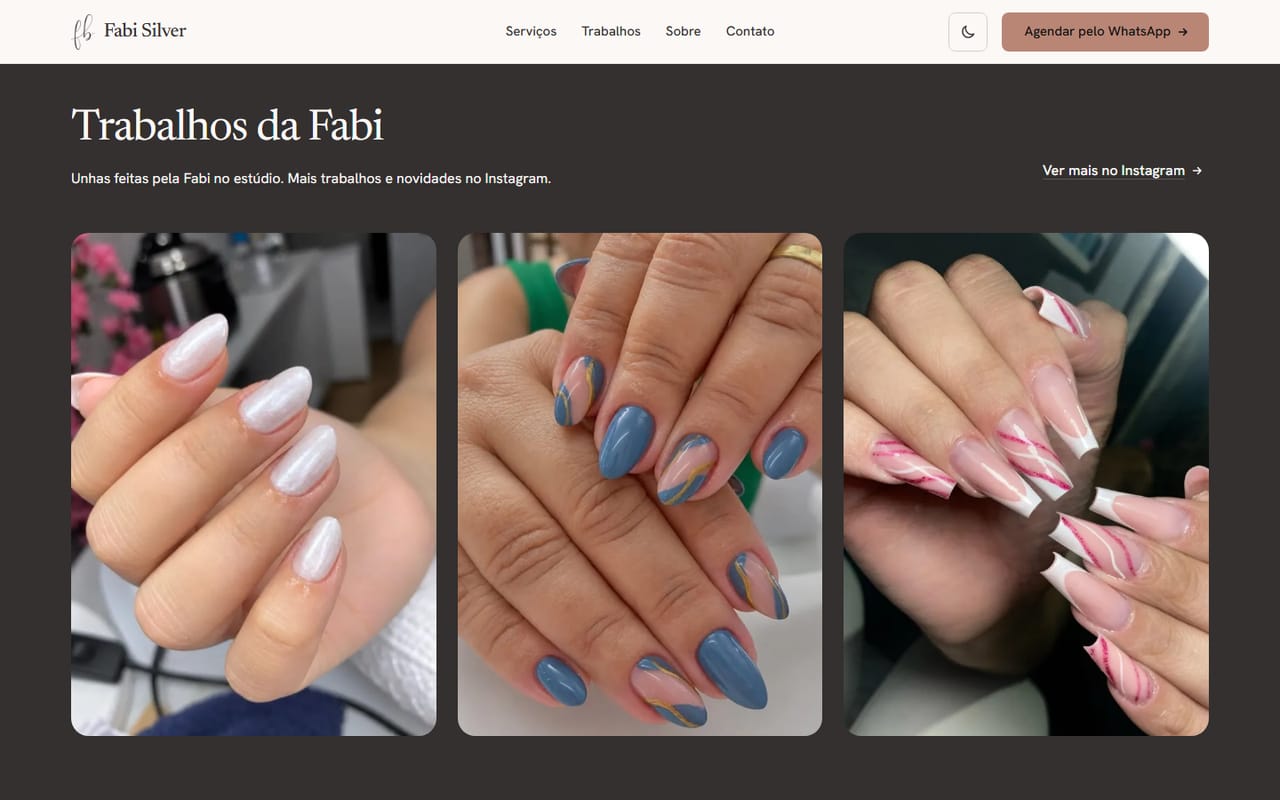 fb Fabi Silver
Serviços Trabalhos Sobre Contato
Agendar pelo WhatsApp →
Trabalhos da Fabi
Unhas feitas pela Fabi no estúdio. Mais trabalhos e novidades no Instagram.
Ver mais no Instagram →